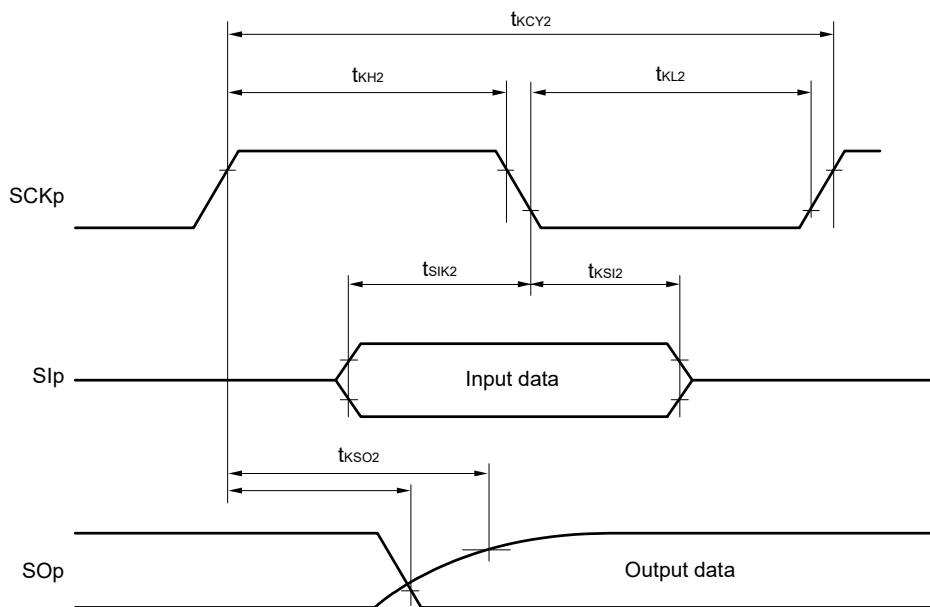 tKCY2
tKH2
tKL2
SCKp
tSIK2
tKSI2
SIp
Input data
tKSO2
SOp
Output data